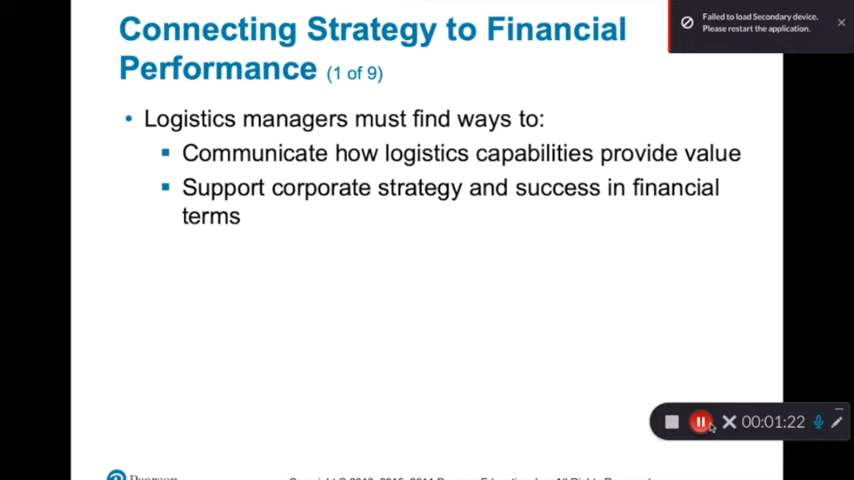 Connecting Strategy to Financial
Performance (1 of 9)
Failed to load Secondary device.
Please restart the application.
• Logistics managers must find ways to:
▪ Communicate how logistics capabilities provide value
▪ Support corporate strategy and success in financial
terms
00:01:22
Pearson